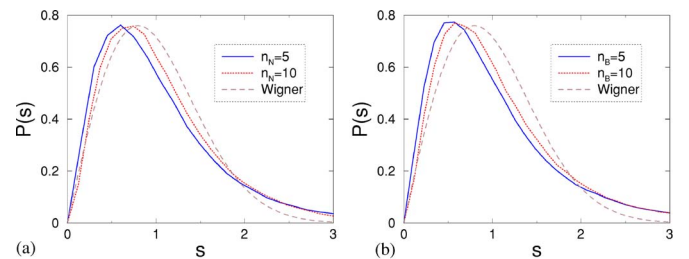 0.8
0.6
0.4
0.2
0
P(s)
n_N=5
n_N=10
Wigner
0 1 2 3
(a) s
0.8
0.6
0.4
0.2
0
P(s)
n_B=5
n_B=10
Wigner
0 1 2 3
(b) s